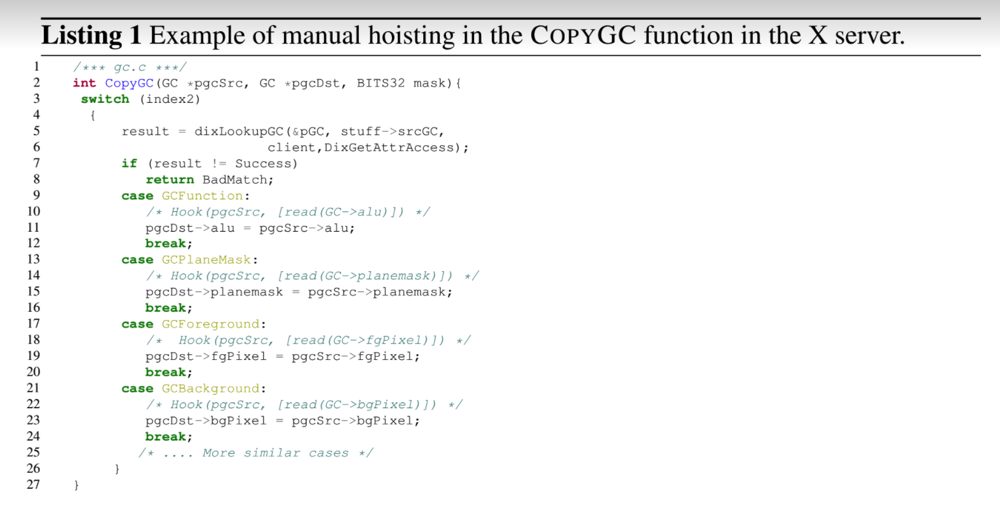 Listing 1 Example of manual hoisting in the COPYGC function in the X server.
1 /*** gc.c ***/
2 int CopyGC(GC *pgcSrc, GC *pgcDst, BITS32 mask){
3 switch (index2)
4 {
5 result = dixLookupGC(&pGC, stuff->srcGC,
6 client,DixGetAttrAccess);
7 if (result != Success)
8 return BadMatch;
9 case GCFunction:
10 /* Hook(pgcSrc, [read(GC->alu)]) */
11 pgcDst->alu = pgcSrc->alu;
12 break;
13 case GCPlaneMask:
14 /* Hook(pgcSrc, [read(GC->planemask)]) */
15 pgcDst->planemask = pgcSrc->planemask;
16 break;
17 case GCForeground:
18 /*  Hook(pgcSrc, [read(GC->fgPixel)]) */
19 pgcDst->fgPixel = pgcSrc->fgPixel;
20 break;
21 case GCBackground:
22 /* Hook(pgcSrc, [read(GC->bgPixel)]) */
23 pgcDst->bgPixel = pgcSrc->bgPixel;
24 break;
25 /* .... More similar cases */
26 }
27 }